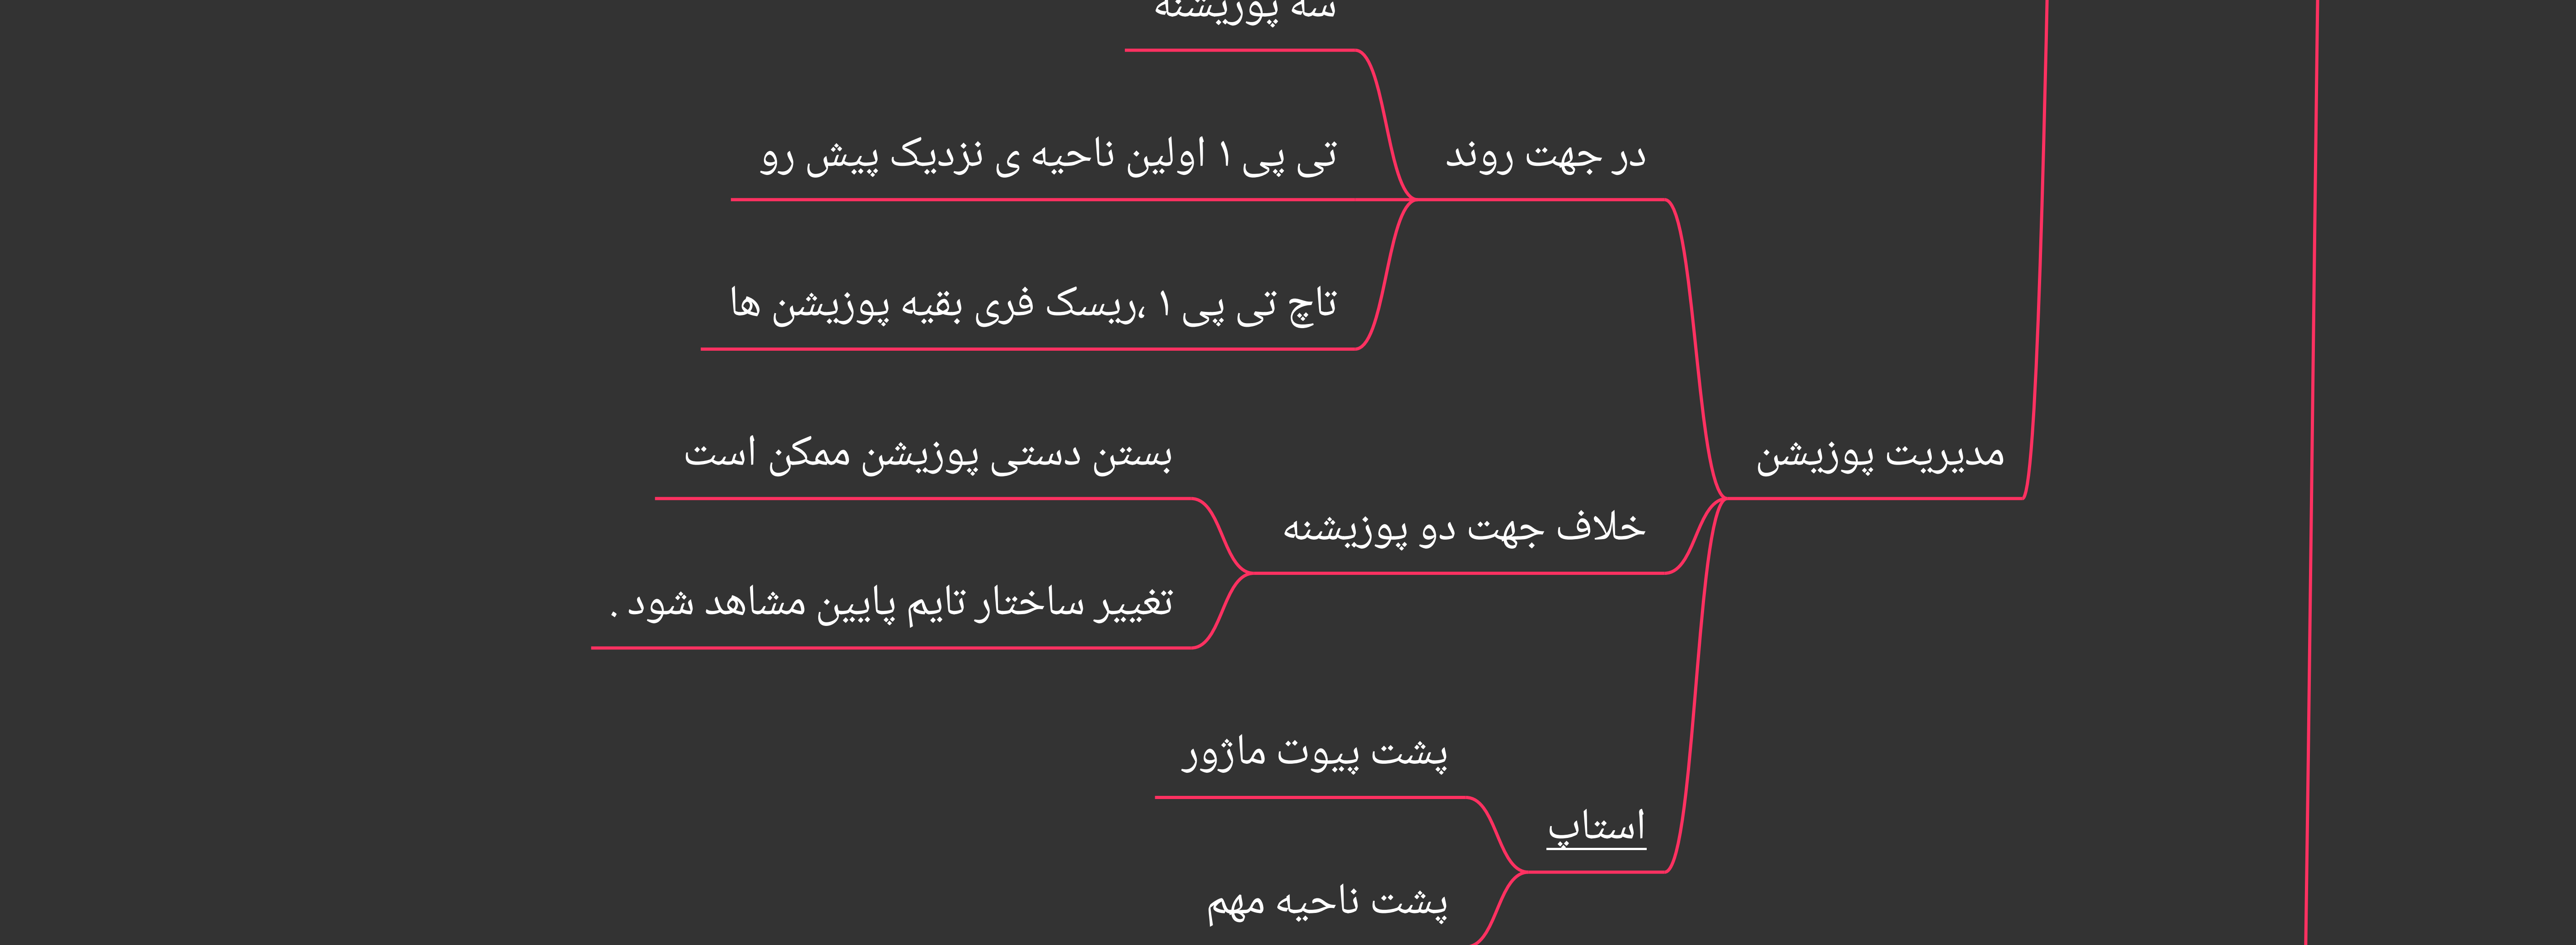 سه پوزیشنه
در جهت روند
تی پی ۱ اولین ناحیه ی نزدیک پیش رو
تاچ تی پی ۱ ،ریسک فری بقیه پوزیشن ها
مدیریت پوزیشن
بستن دستی پوزیشن ممکن است
خلاف جهت دو پوزیشنه
تغییر ساختار تایم پایین مشاهد شود .
پشت پیوت ماژور
استاپ
پشت ناحیه مهم